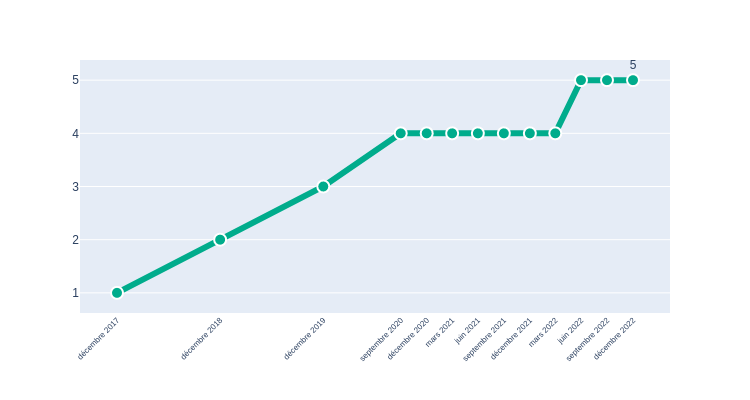 5
5
4
3
2
1
décembre 2017
décembre 2018
décembre 2019
septembre 2020
décembre 2020
mars 2021
juin 2021
septembre 2021
décembre 2021
mars 2022
juin 2022
septembre 2022
décembre 2022